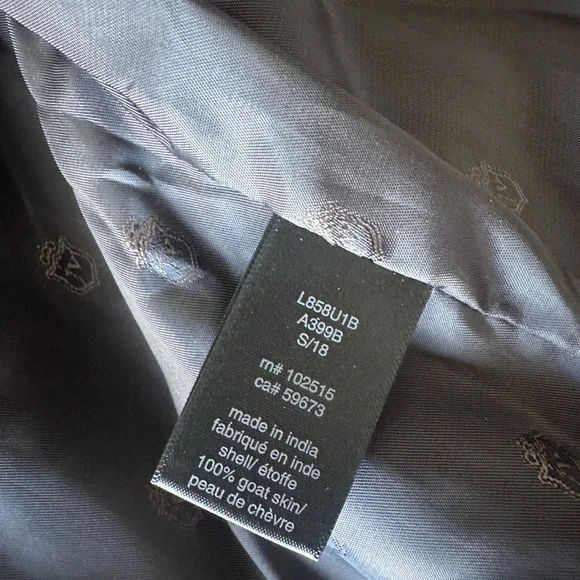 L858U1B
A399B
S/18
rn# 102515
ca# 59673
made in india
fabriqué en inde
shell/ étoffe
100% goat skin/
peau de chèvre